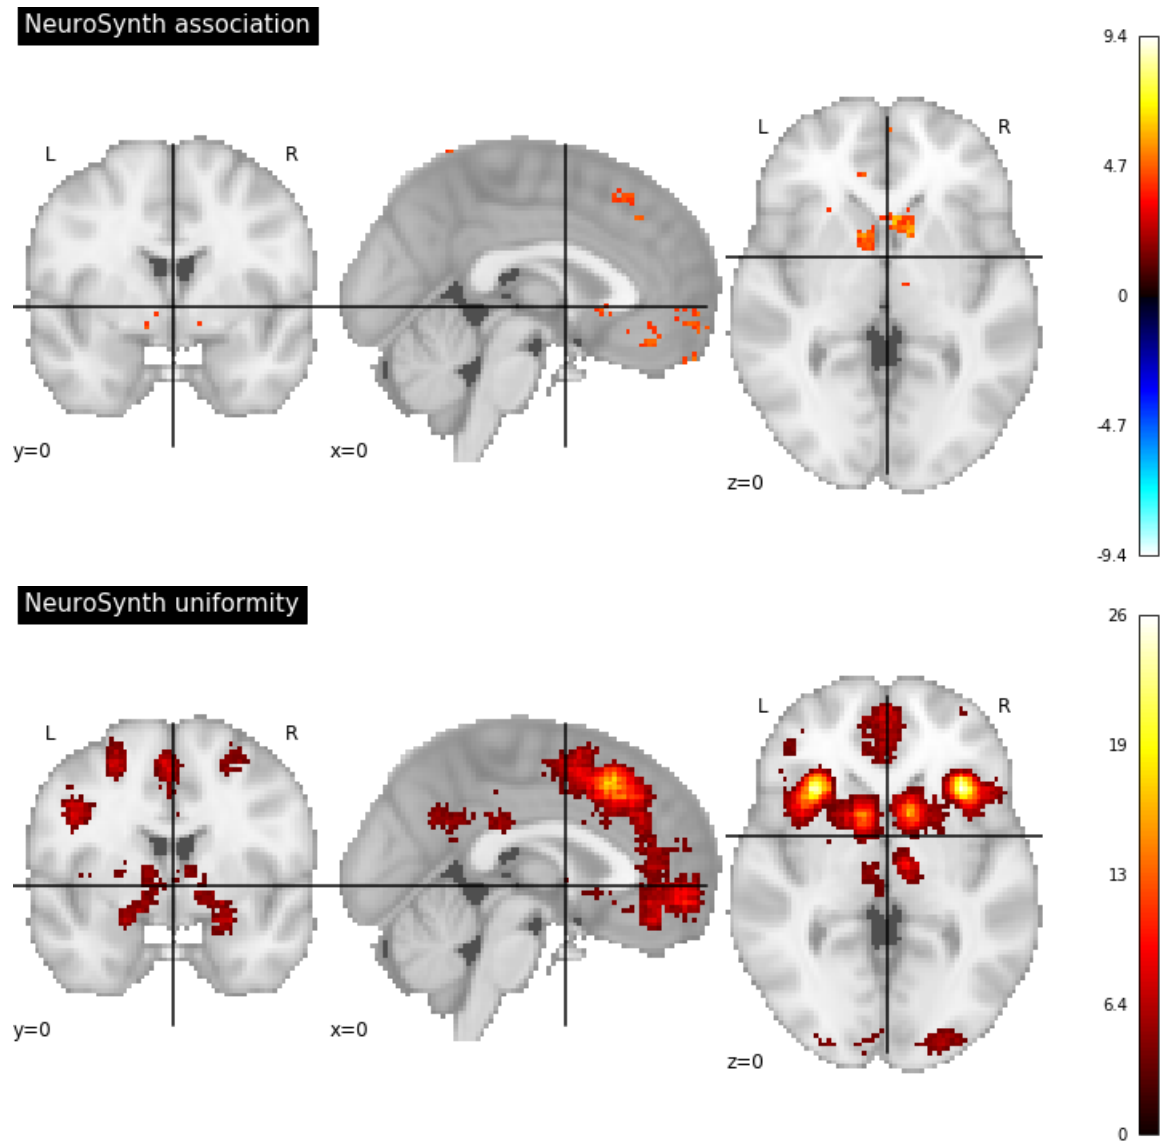 NeuroSynth association
9.4
L
R
L
R
4.7
0
-4.7
y=0
x=0
z=0
-9.4
NeuroSynth uniformity
26
L
R
L
R
19
13
6.4
y=0
x=0
z=0
0